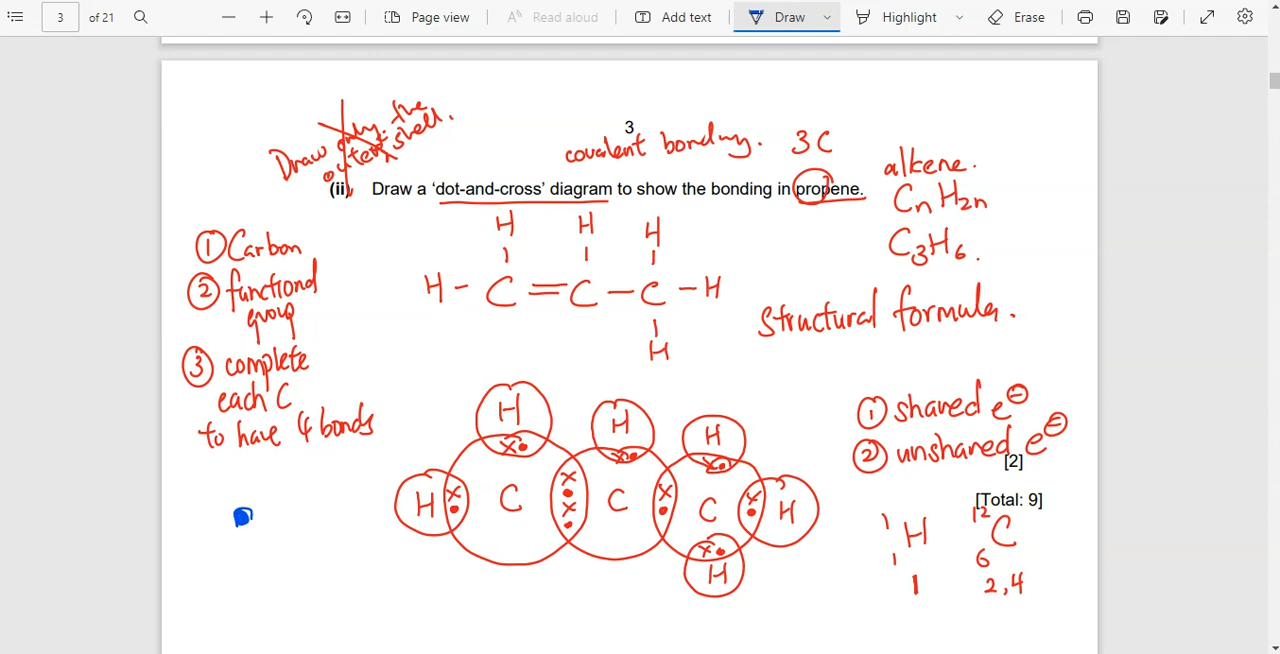 3
of 21
Page view
Read aloud
Add text
Draw
Highlight
Erase
Draw only the
outer shell.
3
covalent bonding. 3C
alkene.
CnH2n
C3H6.
(ii) Draw a 'dot-and-cross' diagram to show the bonding in propene.
① Carbon
② functional
group
③ complete
each C
to have 4 bonds
H H H
H - C = C - C - H
H
structural formula.
H H H
H C C C H
H
① shared e⊖
② unshared e⊖
[2]
[Total: 9]
1 H 12 C
1 6
1 2,4